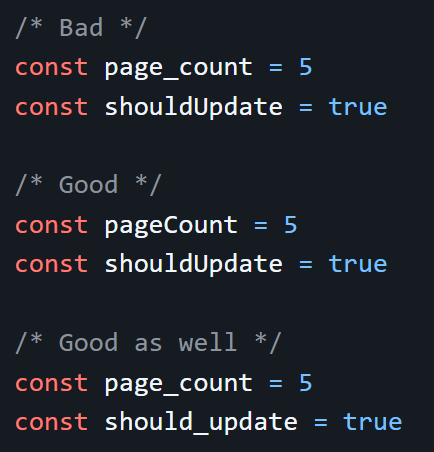 /* Bad */
const page_count = 5
const shouldUpdate = true
/* Good */
const pageCount = 5
const shouldUpdate = true
/* Good as well */
const page_count = 5
const should_update = true